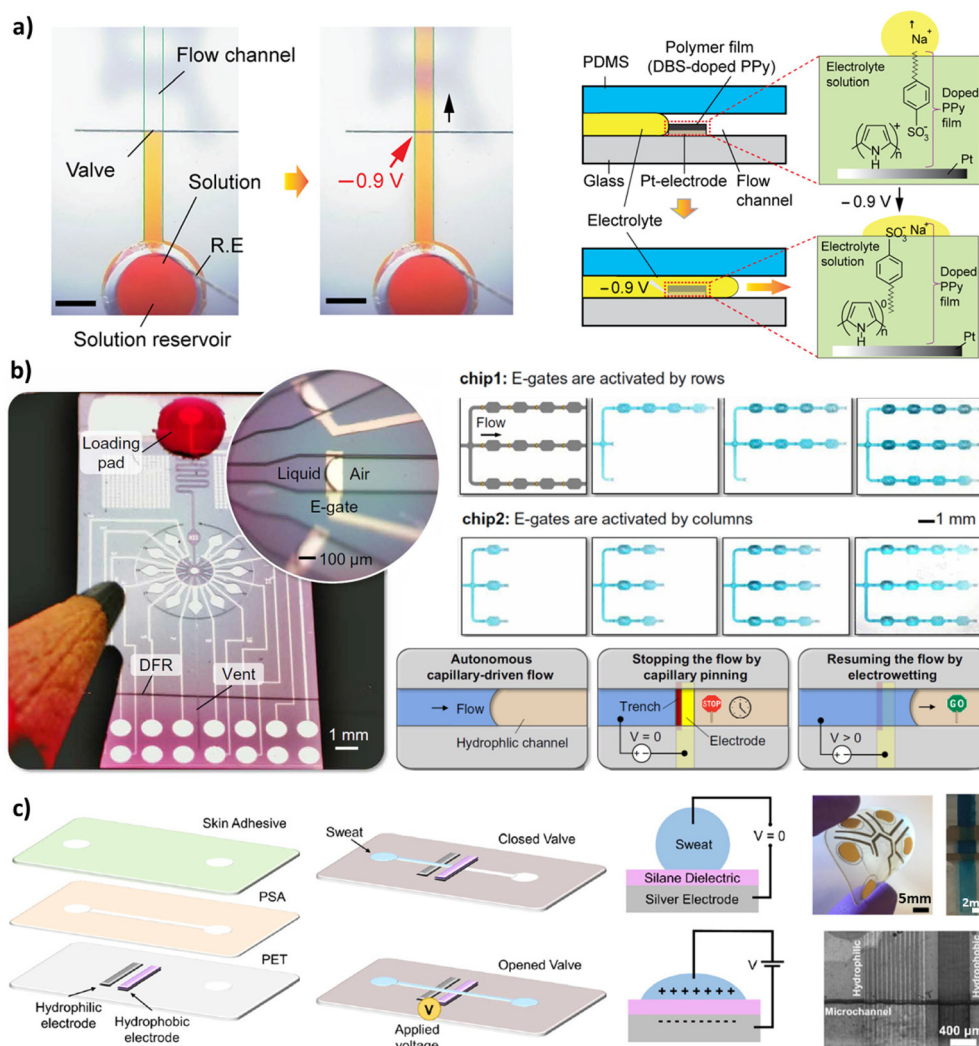 a)
Flow channel
Valve
Solution
R.E
Solution reservoir
−0.9 V
PDMS
Polymer film
(DBS-doped PPy)
Glass
Pt-electrode
Flow
channel
Electrolyte
−0.9 V
Electrolyte
solution
Na+
SO3-
Doped
PPy
film
+
n
N
H
Pt
−0.9 V
Electrolyte
solution
SO3- Na+
Doped
PPy
film
0
n
N
H
Pt
b)
Loading
pad
Liquid
Air
E-gate
100 µm
DFR
Vent
1 mm
chip1: E-gates are activated by rows
Flow
chip2: E-gates are activated by columns
1 mm
Autonomous
capillary-driven flow
Flow
Hydrophlic channel
Stopping the flow by
capillary pinning
Trench
STOP
V = 0
Electrode
Resuming the flow by
electrowetting
GO
V > 0
c)
Skin Adhesive
PSA
PET
Hydrophilic
electrode
Hydrophobic
electrode
Sweat
Closed Valve
Opened Valve
V
Applied
voltage
Sweat
V = 0
Silane Dielectric
Silver Electrode
V
+ + + + + + +
- - - - - - -
5mm
2m
Hydrophilic
Hydrophobic
Microchannel
400 µm